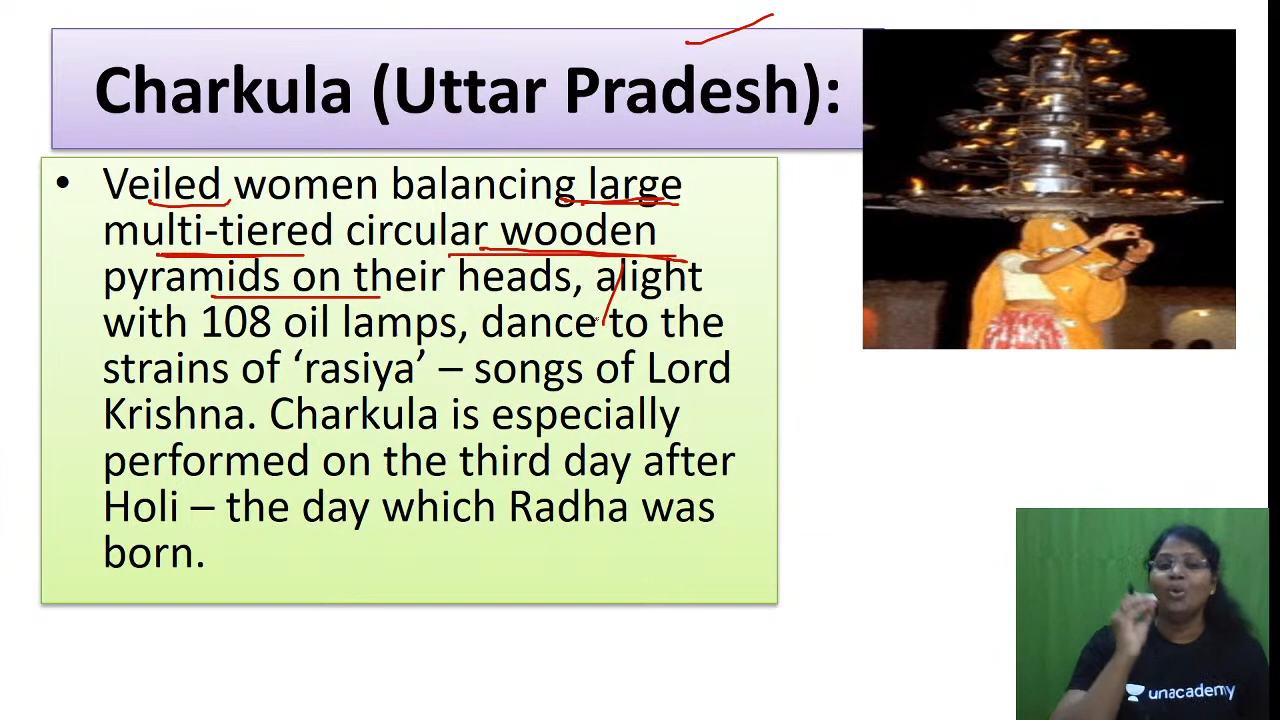 Charkula (Uttar Pradesh):
• Veiled women balancing large
multi-tiered circular wooden
pyramids on their heads, alight
with 108 oil lamps, dance to the
strains of ‘rasiya’ – songs of Lord
Krishna. Charkula is especially
performed on the third day after
Holi – the day which Radha was
born.
unacademy